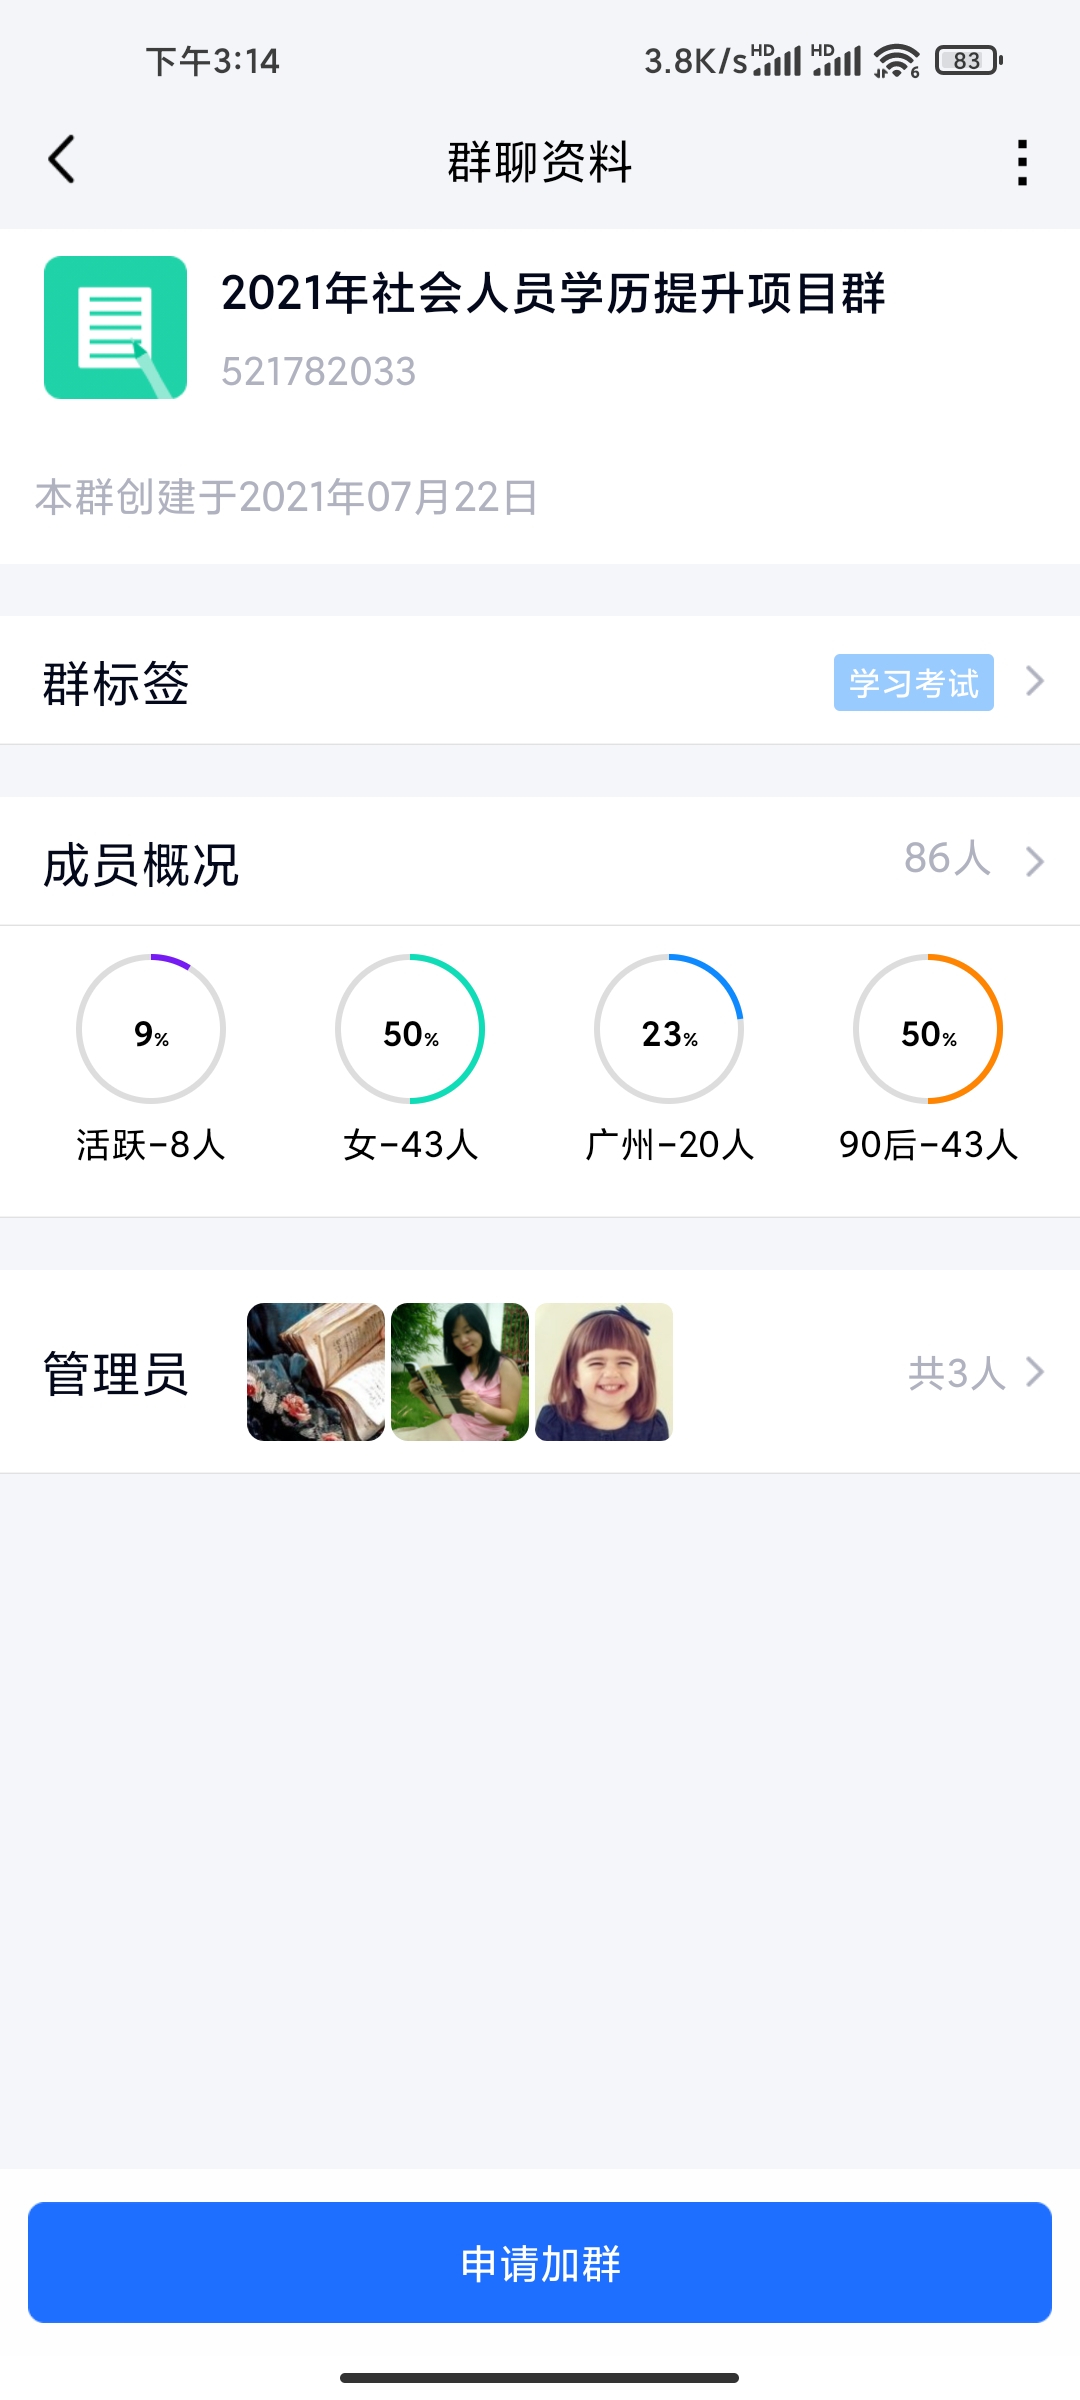 下午3:14
3.8K/s HD HD 6 83
群聊资料
2021年社会人员学历提升项目群
521782033
本群创建于2021年07月22日
群标签 学习考试
成员概况 86人
9% 50% 23% 50%
活跃-8人 女-43人 广州-20人 90后-43人
管理员 共3人
申请加群